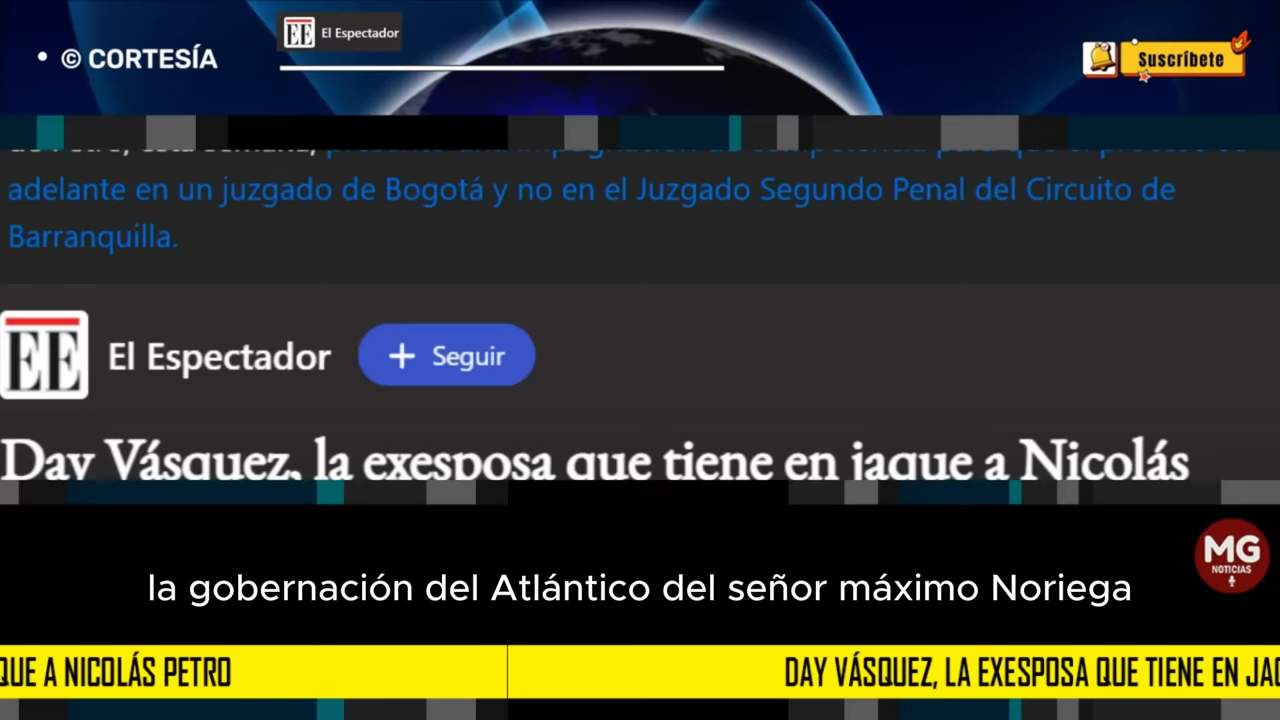 • © CORTESÍA
EE El Espectador
Suscríbete
adelante en un juzgado de Bogotá y no en el Juzgado Segundo Penal del Circuito de
Barranquilla.
EE El Espectador + Seguir
Day Vásquez, la exesposa que tiene en jaque a Nicolás
MG
NOTICIAS
la gobernación del Atlántico del señor máximo Noriega
QUE A NICOLÁS PETRO DAY VÁSQUEZ, LA EXESPOSA QUE TIENE EN JAQ